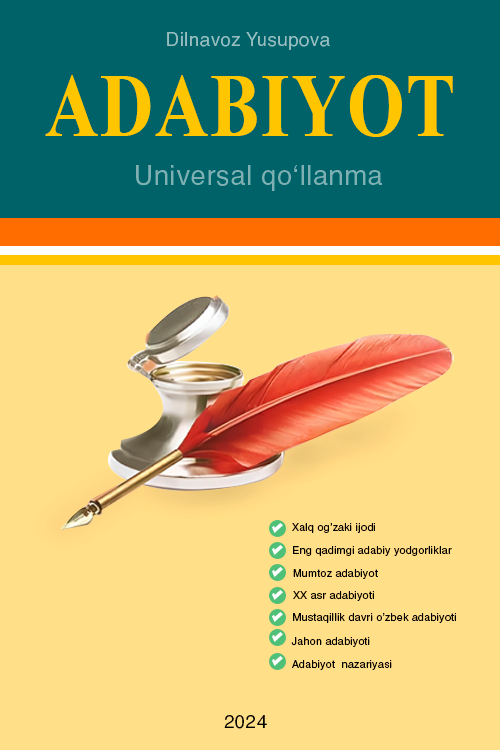 Dilnavoz Yusupova
ADABIYOT
Universal qo‘llanma
Xalq og’zaki ijodi
Eng qadimgi adabiy yodgorliklar
Mumtoz adabiyot
XX asr adabiyoti
Mustaqillik davri o’zbek adabiyoti
Jahon adabiyoti
Adabiyot nazariyasi
2024